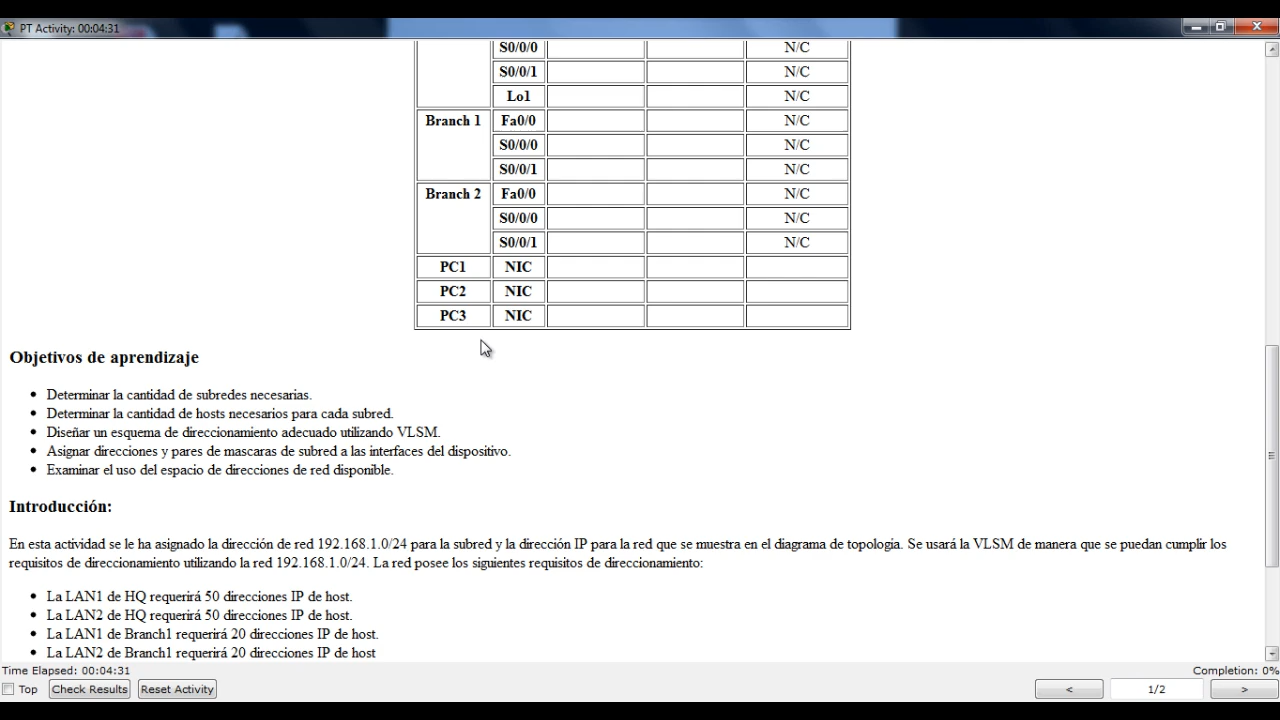 PT Activity: 00:04:31
S0/0/0 N/C
S0/0/1 N/C
Lo1 N/C
Branch 1 Fa0/0 N/C
S0/0/0 N/C
S0/0/1 N/C
Branch 2 Fa0/0 N/C
S0/0/0 N/C
S0/0/1 N/C
PC1 NIC
PC2 NIC
PC3 NIC
Objetivos de aprendizaje
Determinar la cantidad de subredes necesarias.
Determinar la cantidad de hosts necesarios para cada subred.
Diseñar un esquema de direccionamiento adecuado utilizando VLSM.
Asignar direcciones y pares de mascaras de subred a las interfaces del dispositivo.
Examinar el uso del espacio de direcciones de red disponible.
Introducción:
En esta actividad se le ha asignado la dirección de red 192.168.1.0/24 para la subred y la dirección IP para la red que se muestra en el diagrama de topología. Se usará la VLSM de manera que se puedan cumplir los
requisitos de direccionamiento utilizando la red 192.168.1.0/24. La red posee los siguientes requisitos de direccionamiento:
La LAN1 de HQ requerirá 50 direcciones IP de host.
La LAN2 de HQ requerirá 50 direcciones IP de host.
La LAN1 de Branch1 requerirá 20 direcciones IP de host.
La LAN2 de Branch1 requerirá 20 direcciones IP de host
Time Elapsed: 00:04:31 Completion: 0%
Top Check Results Reset Activity < 1/2 >